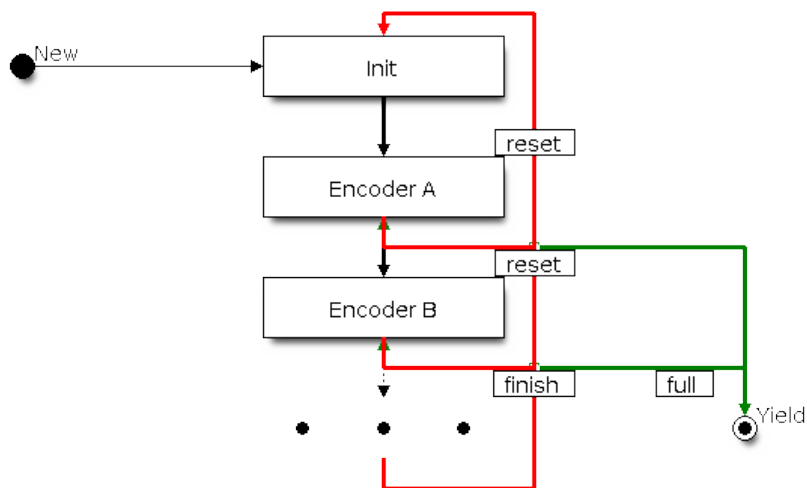 New
Init
reset
Encoder A
reset
Encoder B
finish
full
Yield